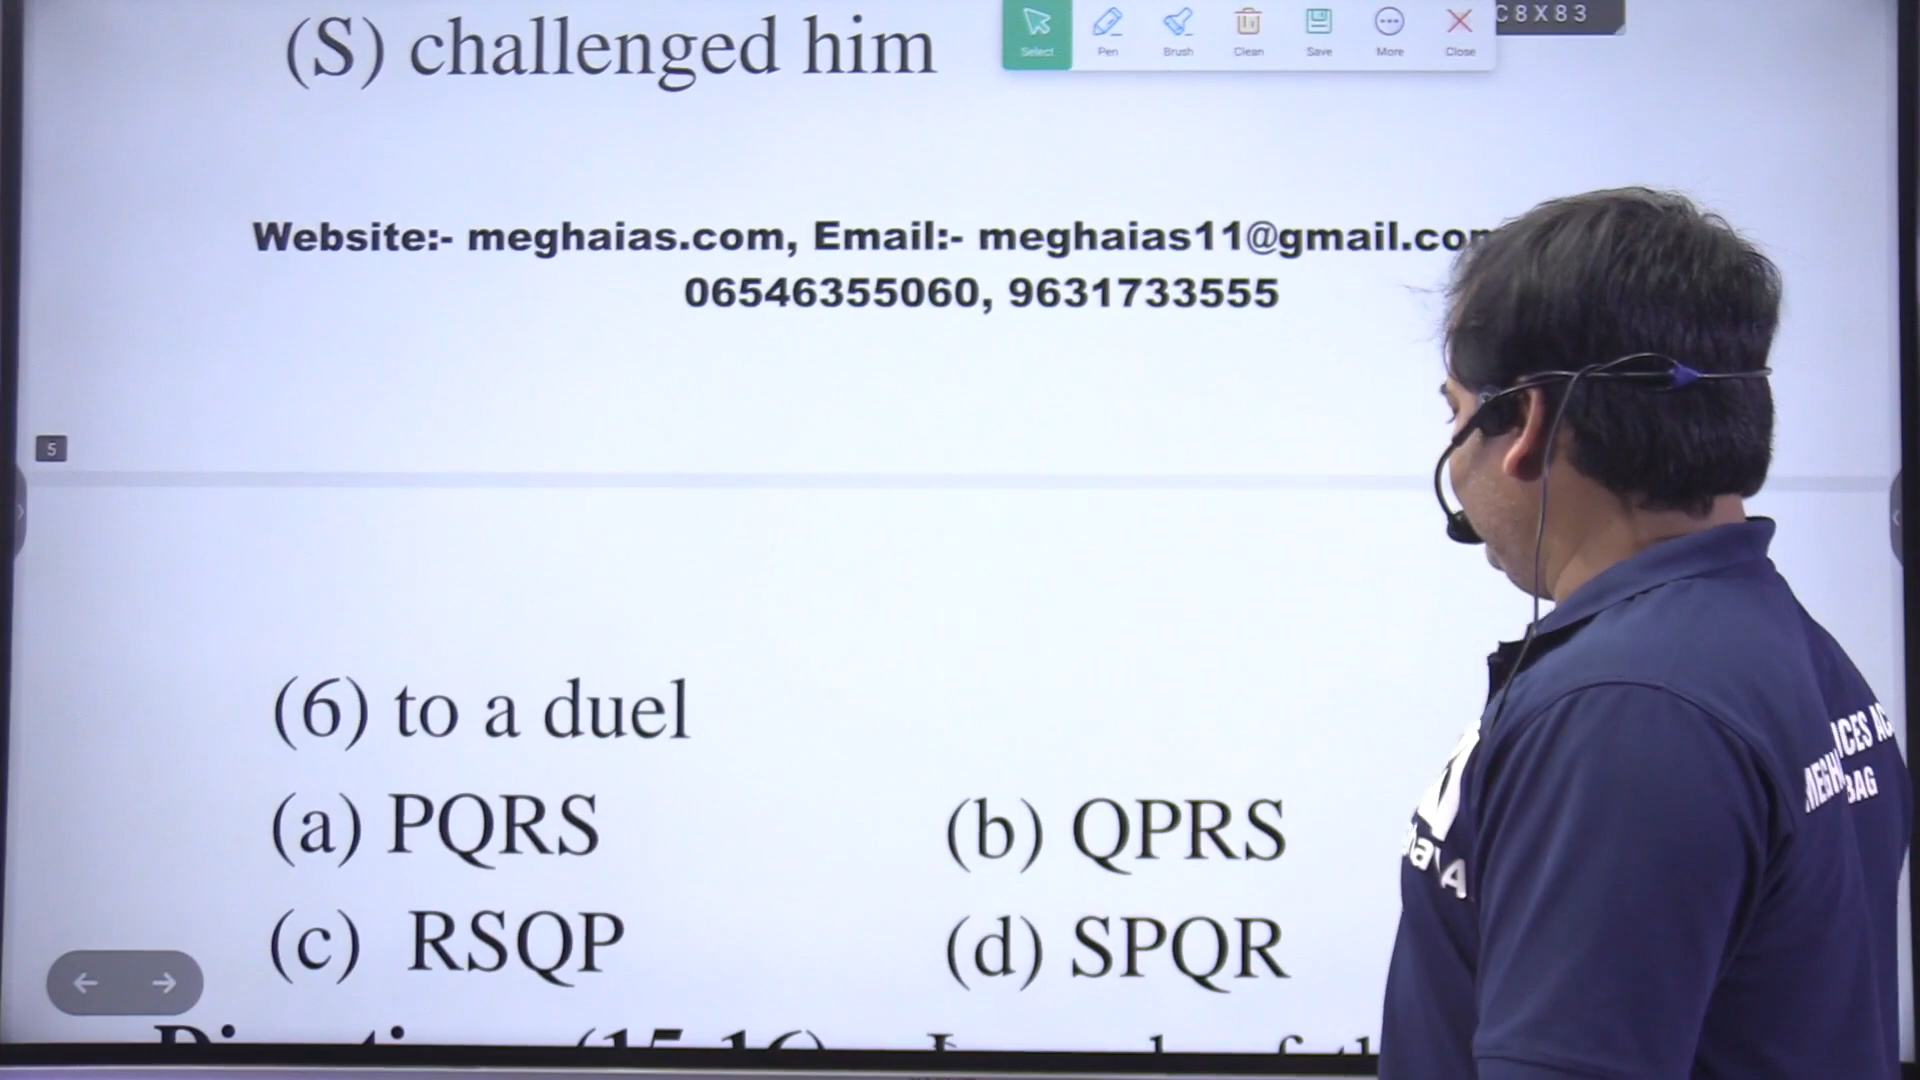 (S) challenged him
Select Pen Brush Clean Save More Close
C8X83
Website:- meghaias.com, Email:- meghaias11@gmail.com
06546355060, 9631733555
5
(6) to a duel
(a) PQRS (b) QPRS
(c) RSQP (d) SPQR